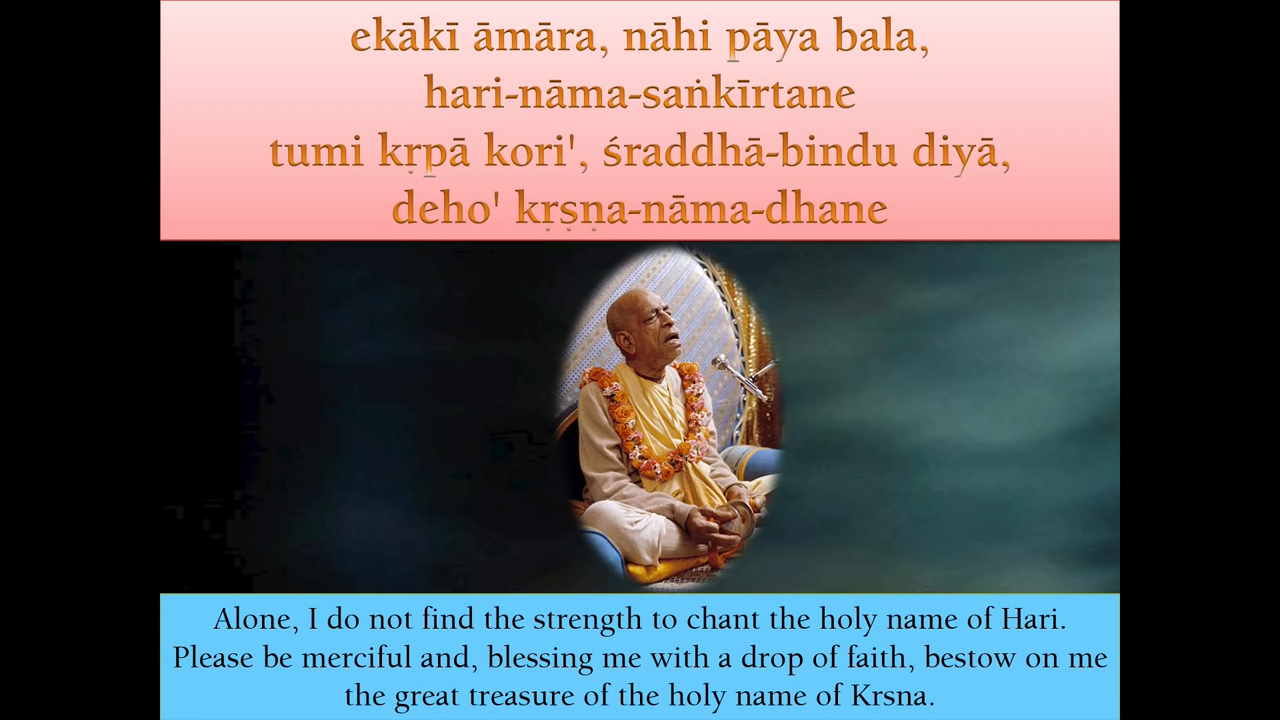 ekākī āmāra, nāhi pāya bala,
hari-nāma-saṅkīrtane
tumi kṛpā kori', śraddhā-bindu diyā,
deho' kṛṣṇa-nāma-dhane
Alone, I do not find the strength to chant the holy name of Hari.
Please be merciful and, blessing me with a drop of faith, bestow on me
the great treasure of the holy name of Krsna.